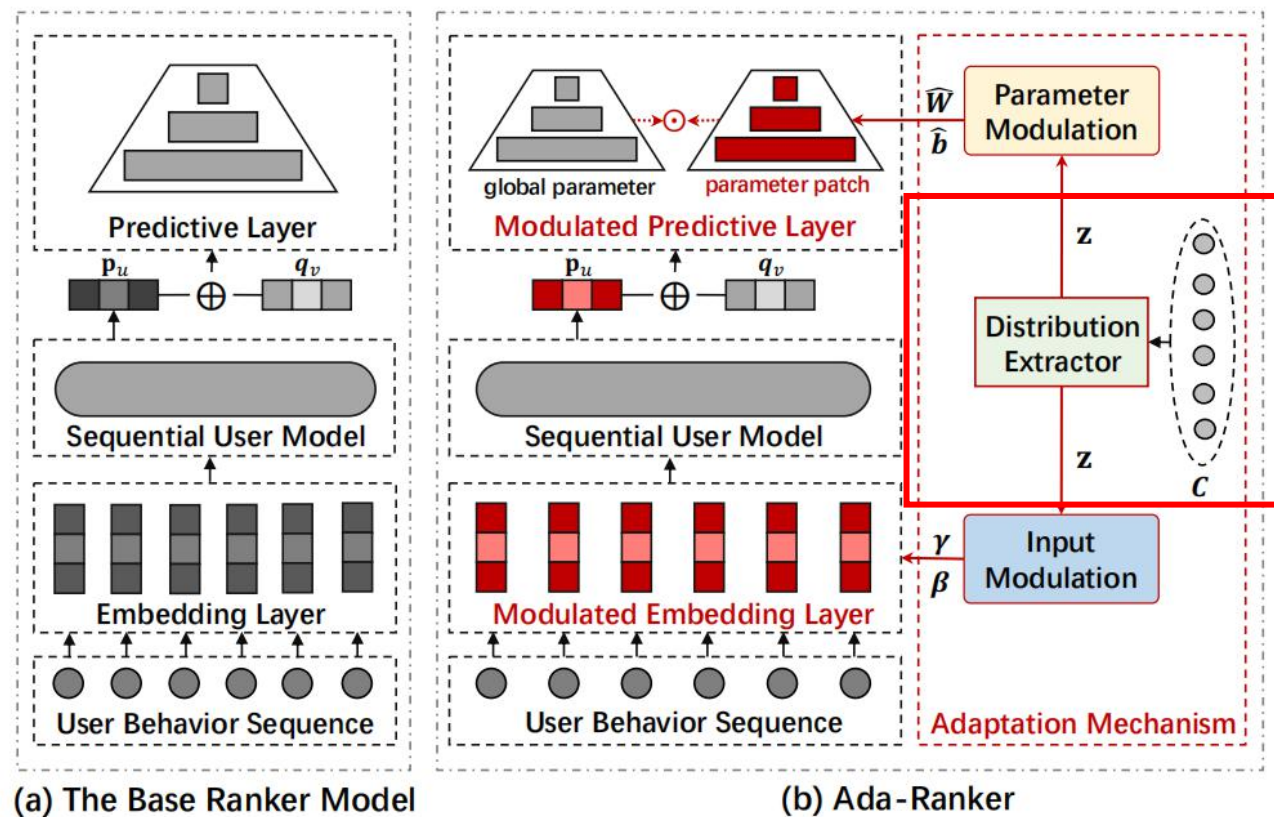 Predictive Layer
p_u
q_v
Sequential User Model
Embedding Layer
User Behavior Sequence
(a) The Base Ranker Model
global parameter
parameter patch
Modulated Predictive Layer
p_u
q_v
Sequential User Model
Modulated Embedding Layer
User Behavior Sequence
Ŵ
b̂
Parameter
Modulation
z
Distribution
Extractor
C
z
γ
β
Input
Modulation
Adaptation Mechanism
(b) Ada-Ranker